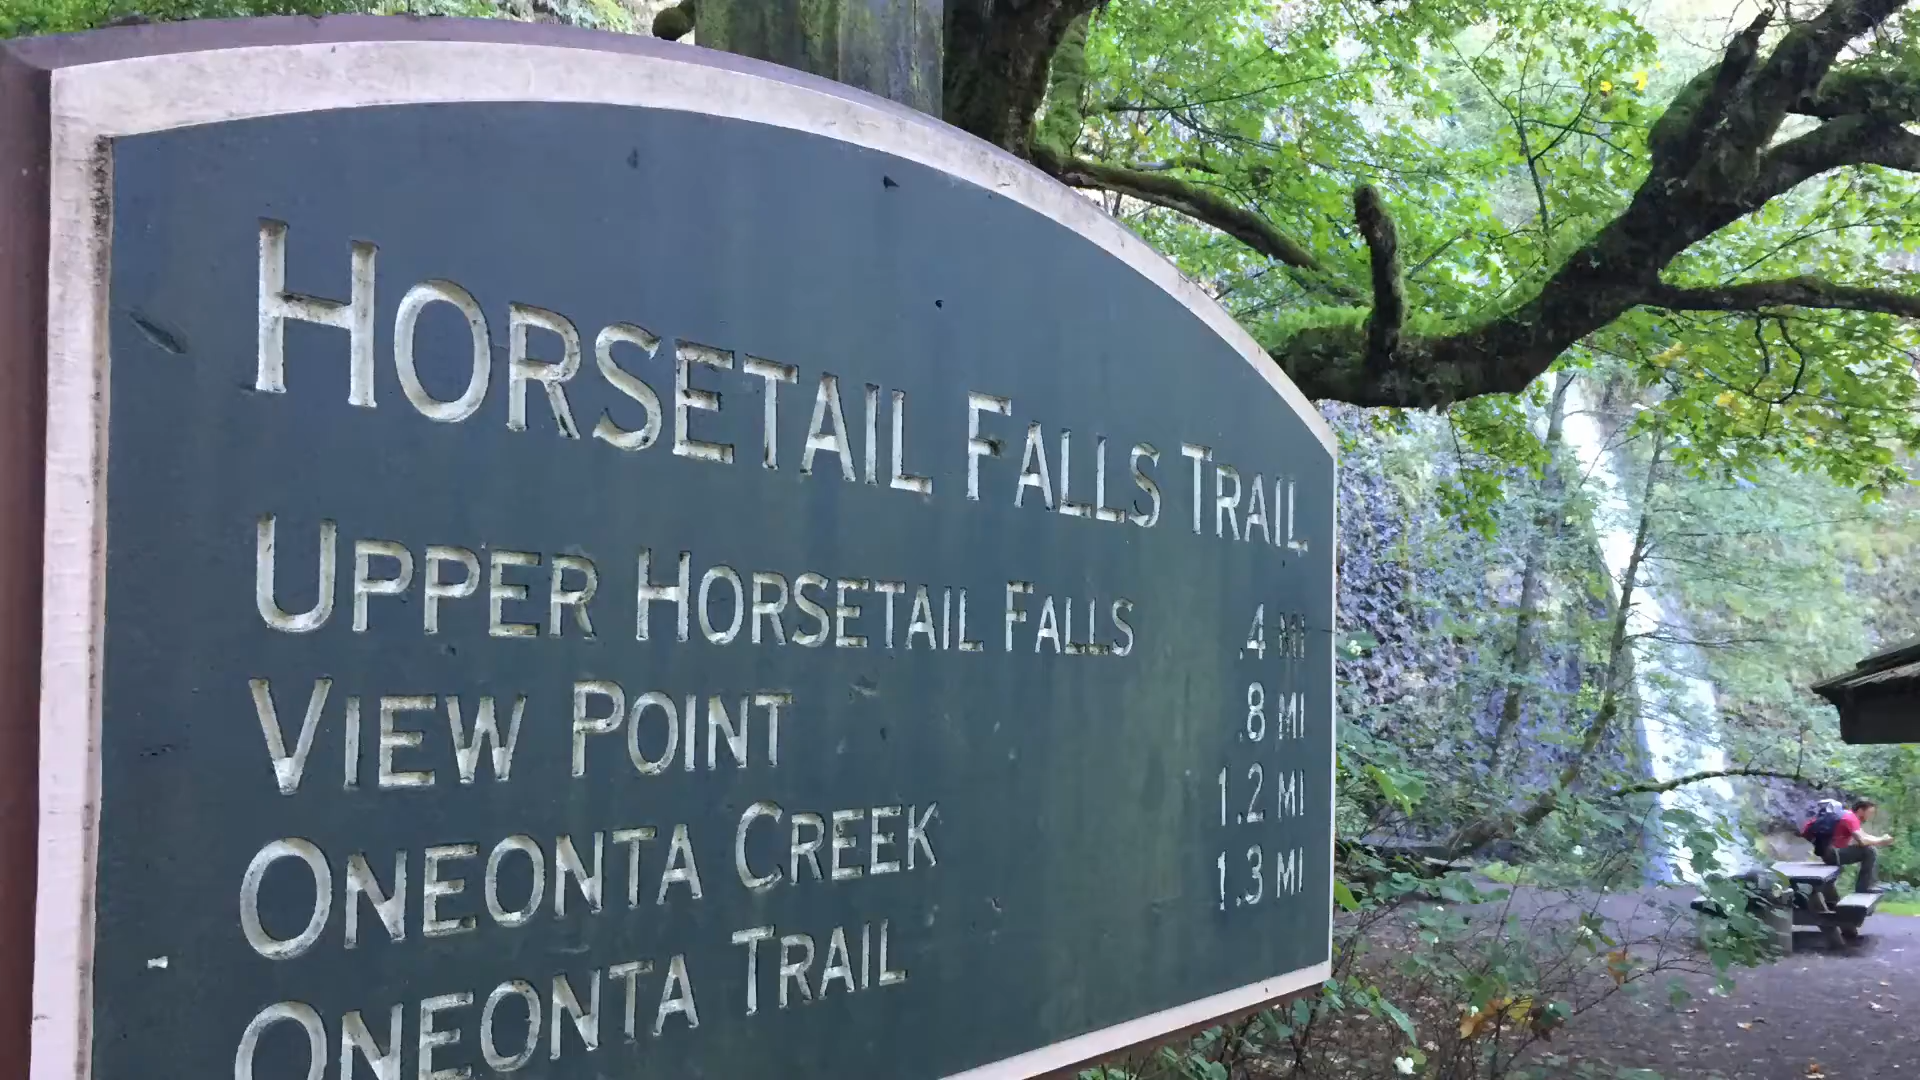 HORSETAIL FALLS TRAIL
UPPER HORSETAIL FALLS .4 MI
VIEW POINT .8 MI
ONEONTA CREEK 1.2 MI
ONEONTA TRAIL 1.3 MI